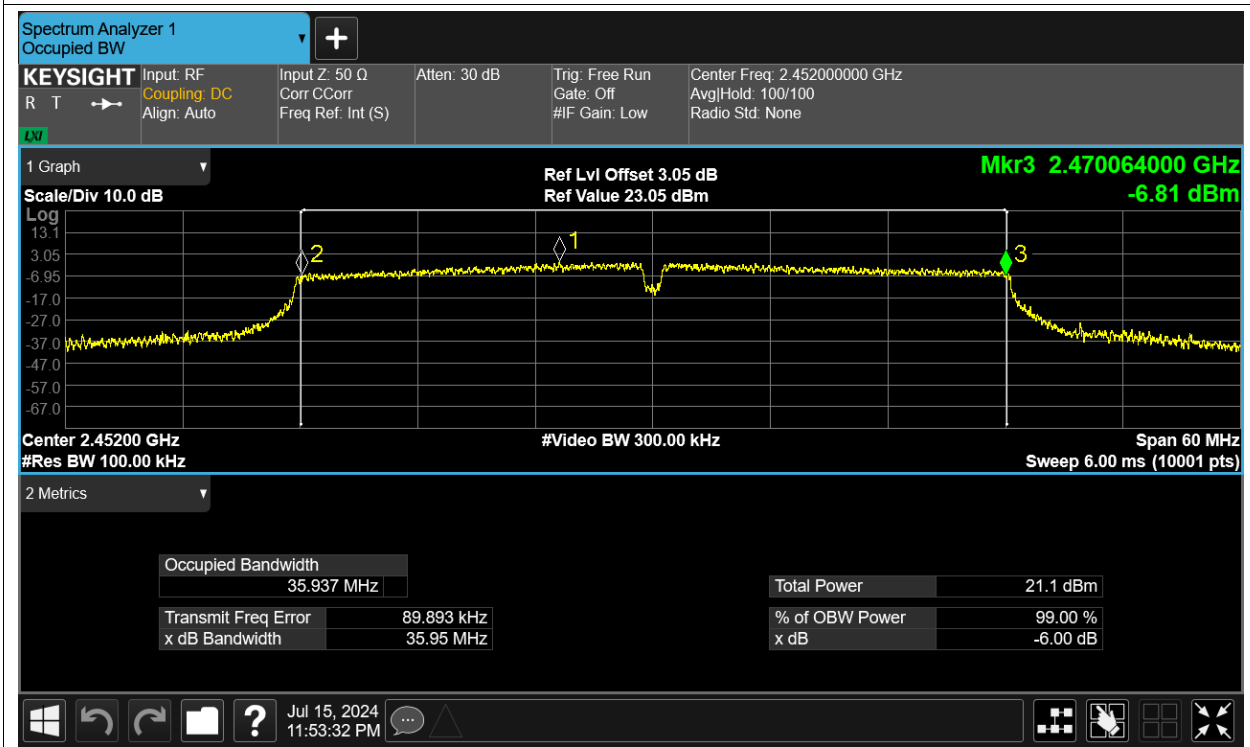 Spectrum Analyzer 1
Occupied BW
KEYSIGHT
R T
LXI
Input: RF
Coupling: DC
Align: Auto
Input Z: 50 Ω
Corr CCorr
Freq Ref: Int (S)
Atten: 30 dB
Trig: Free Run
Gate: Off
#IF Gain: Low
Center Freq: 2.452000000 GHz
Avg|Hold: 100/100
Radio Std: None
1 Graph
Scale/Div 10.0 dB
Ref Lvl Offset 3.05 dB
Ref Value 23.05 dBm
Mkr3 2.470064000 GHz
-6.81 dBm
Log
13.1
3.05
-6.95
-17.0
-27.0
-37.0
-47.0
-57.0
-67.0
2
1
3
Center 2.45200 GHz
#Video BW 300.00 kHz
Span 60 MHz
#Res BW 100.00 kHz
Sweep 6.00 ms (10001 pts)
2 Metrics
Occupied Bandwidth
35.937 MHz
Transmit Freq Error 89.893 kHz
x dB Bandwidth 35.95 MHz
Total Power 21.1 dBm
% of OBW Power 99.00 %
x dB -6.00 dB
Jul 15, 2024
11:53:32 PM